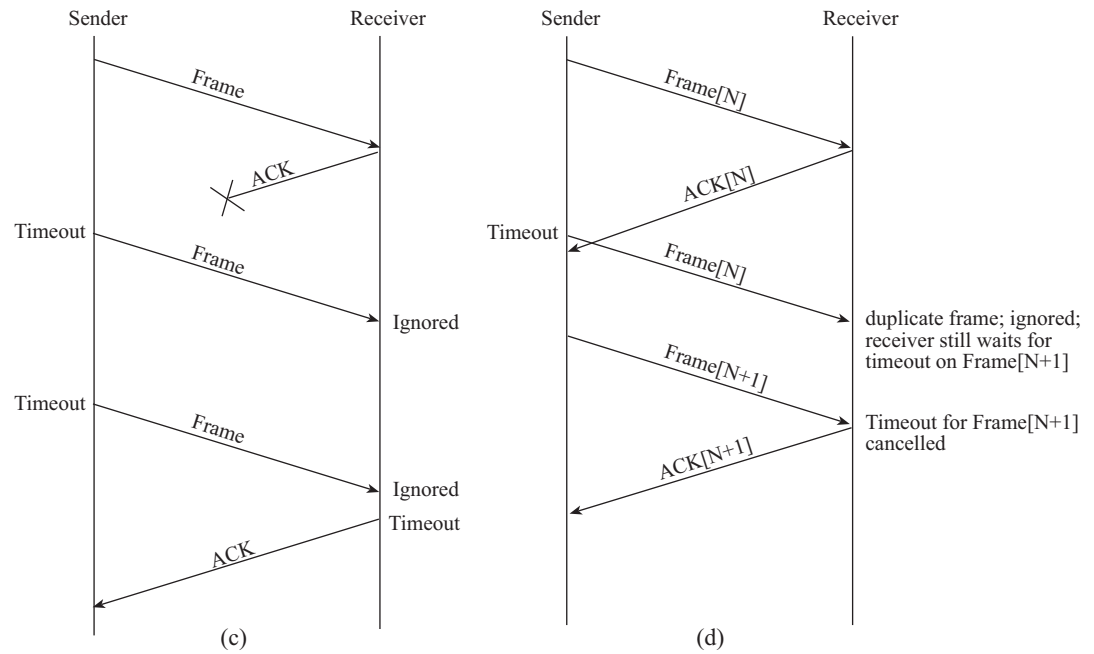 Sender
Receiver
Frame
ACK
Timeout
Frame
Ignored
Timeout
Frame
Ignored
Timeout
ACK
(c)
Sender
Receiver
Frame[N]
ACK[N]
Timeout
Frame[N]
duplicate frame; ignored;
receiver still waits for
timeout on Frame[N+1]
Frame[N+1]
Timeout for Frame[N+1]
cancelled
ACK[N+1]
(d)